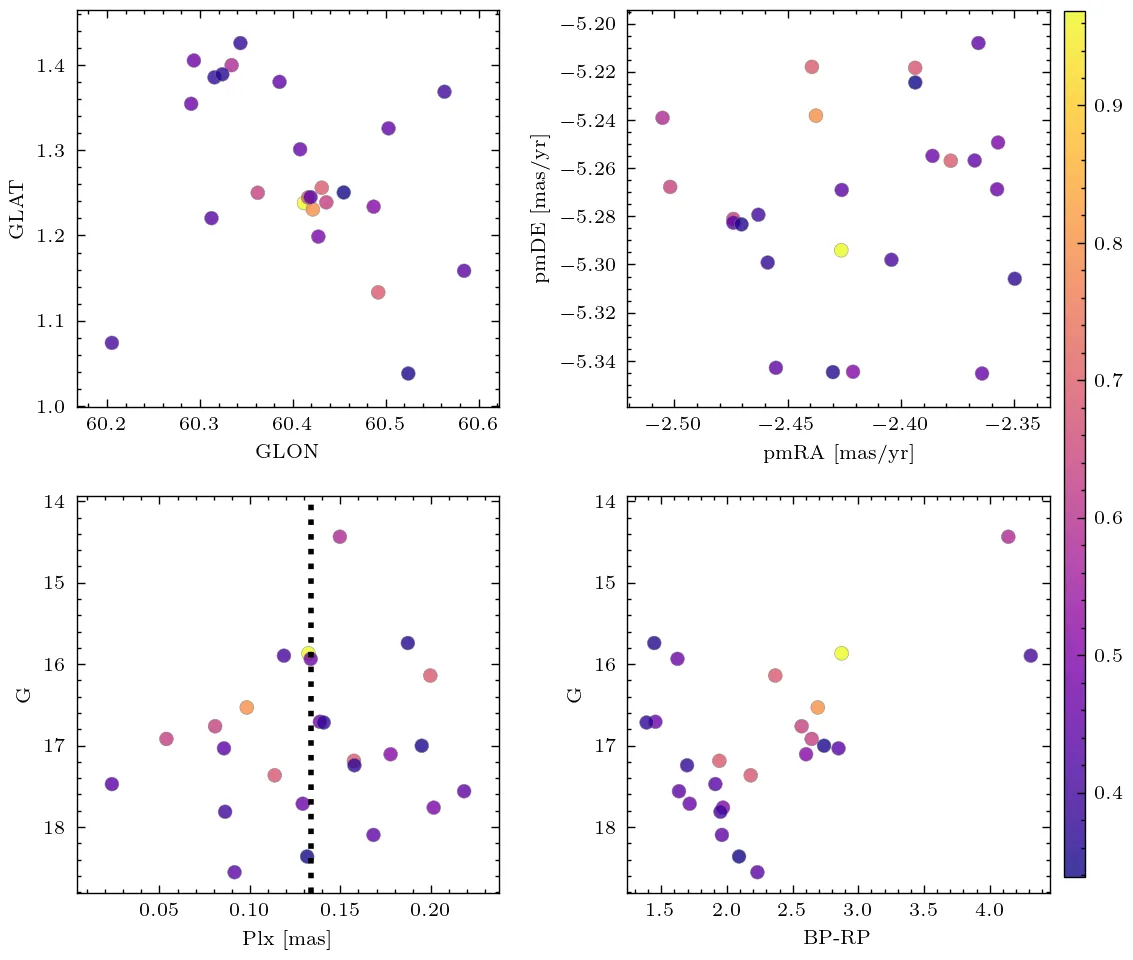 1.4
1.3
1.2
1.1
1.0
GLAT
60.2 60.3 60.4 60.5 60.6
GLON
−5.20
−5.22
−5.24
−5.26
−5.28
−5.30
−5.32
−5.34
pmDE [mas/yr]
−2.50 −2.45 −2.40 −2.35
pmRA [mas/yr]
14
15
16
17
18
G
0.05 0.10 0.15 0.20
Plx [mas]
14
15
16
17
18
G
1.5 2.0 2.5 3.0 3.5 4.0
BP-RP
0.9
0.8
0.7
0.6
0.5
0.4